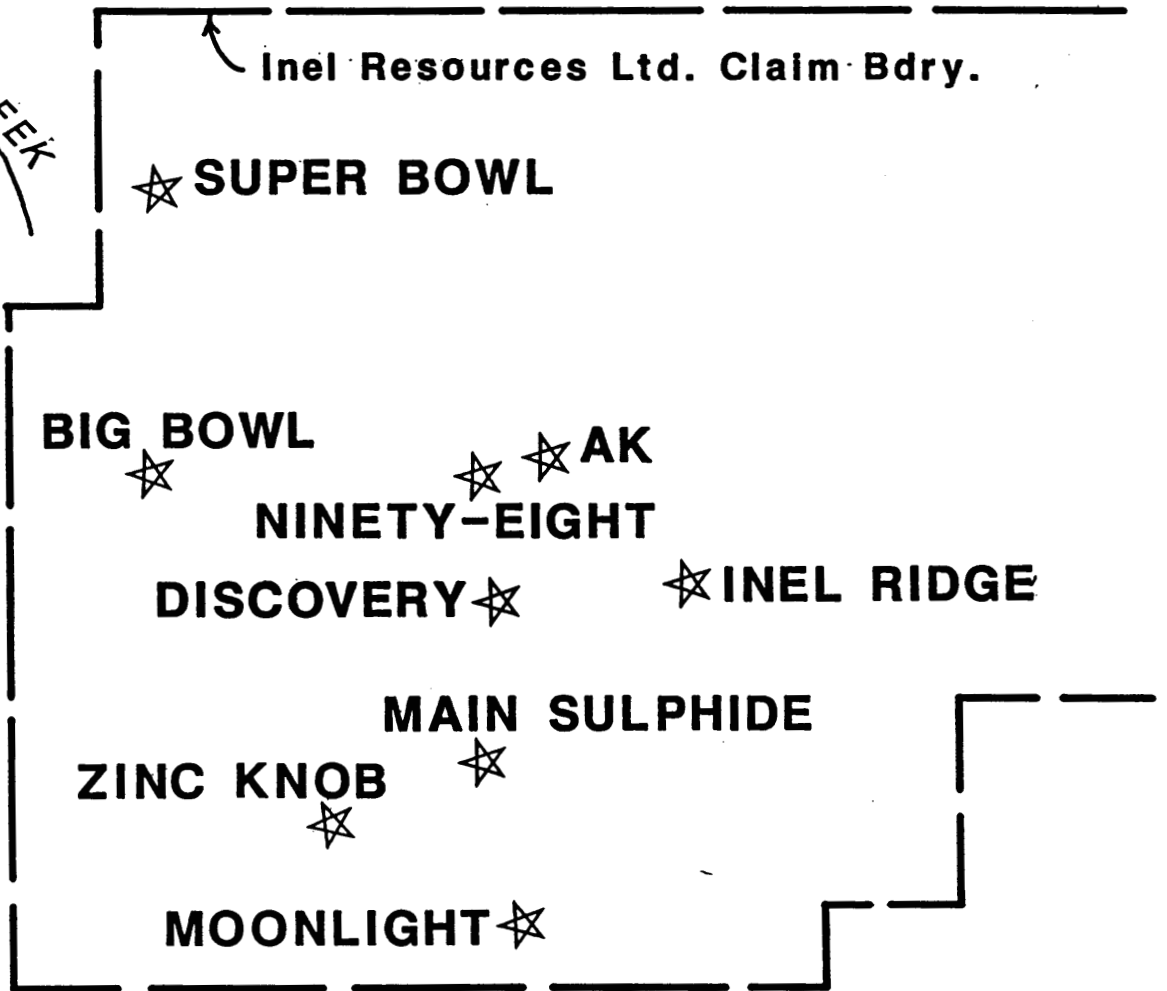 Inel Resources Ltd. Claim Bdry.
EEK
SUPER BOWL
BIG BOWL
AK
NINETY-EIGHT
INEL RIDGE
DISCOVERY
MAIN SULPHIDE
ZINC KNOB
MOONLIGHT